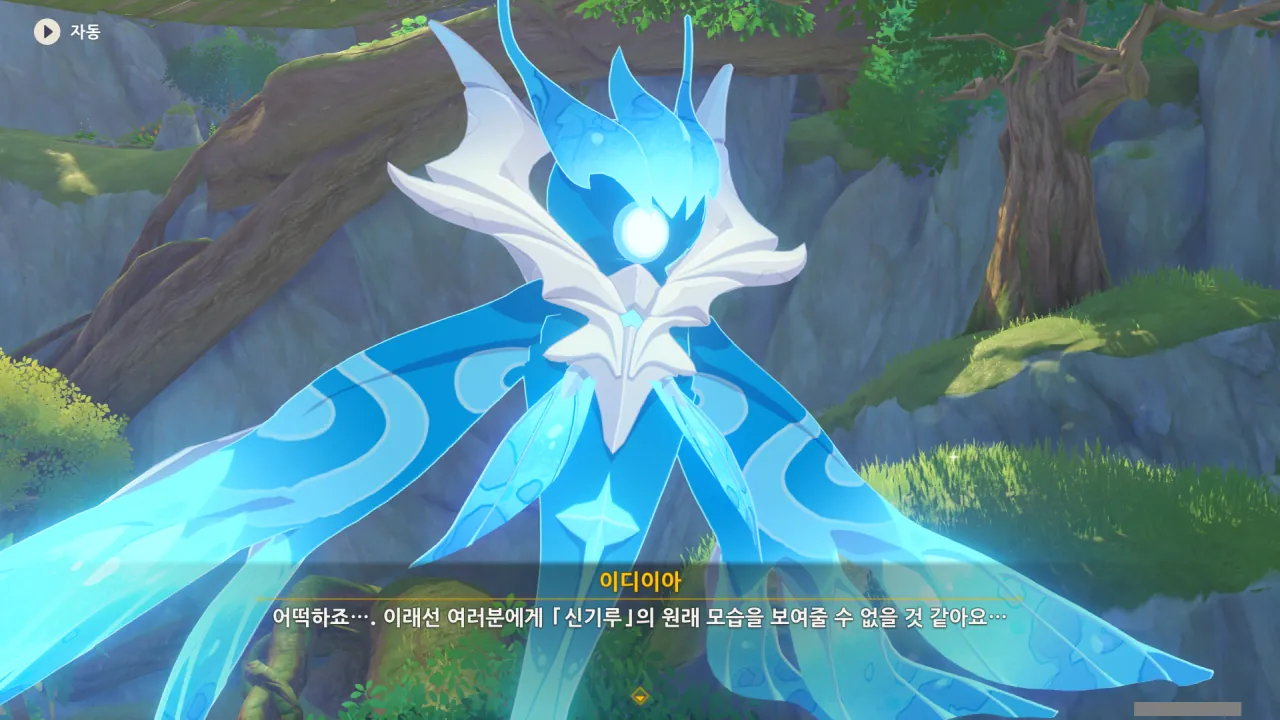 자동
이디이아
어떡하죠…. 이래선 여러분에게 「신기루」의 원래 모습을 보여줄 수 없을 것 같아요…